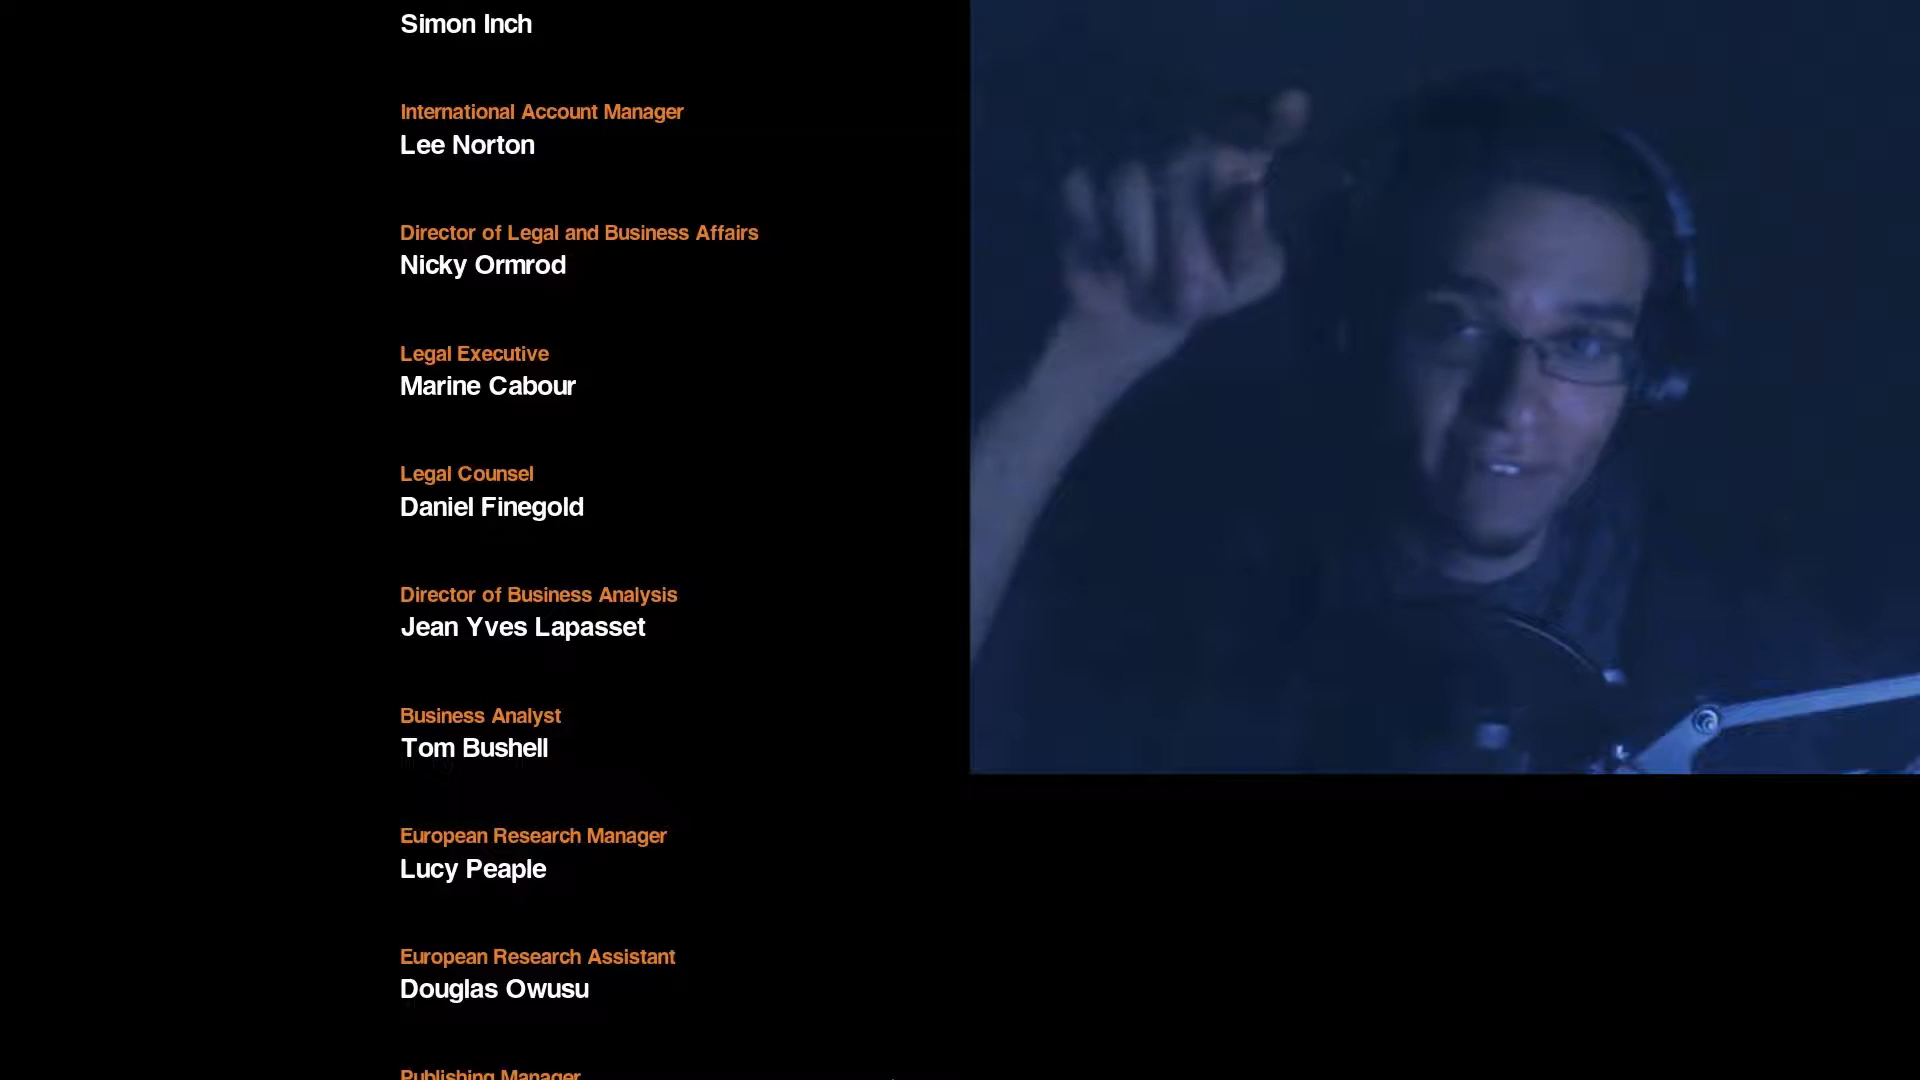 Simon Inch
International Account Manager
Lee Norton
Director of Legal and Business Affairs
Nicky Ormrod
Legal Executive
Marine Cabour
Legal Counsel
Daniel Finegold
Director of Business Analysis
Jean Yves Lapasset
Business Analyst
Tom Bushell
European Research Manager
Lucy Peaple
European Research Assistant
Douglas Owusu
Publishing Manager